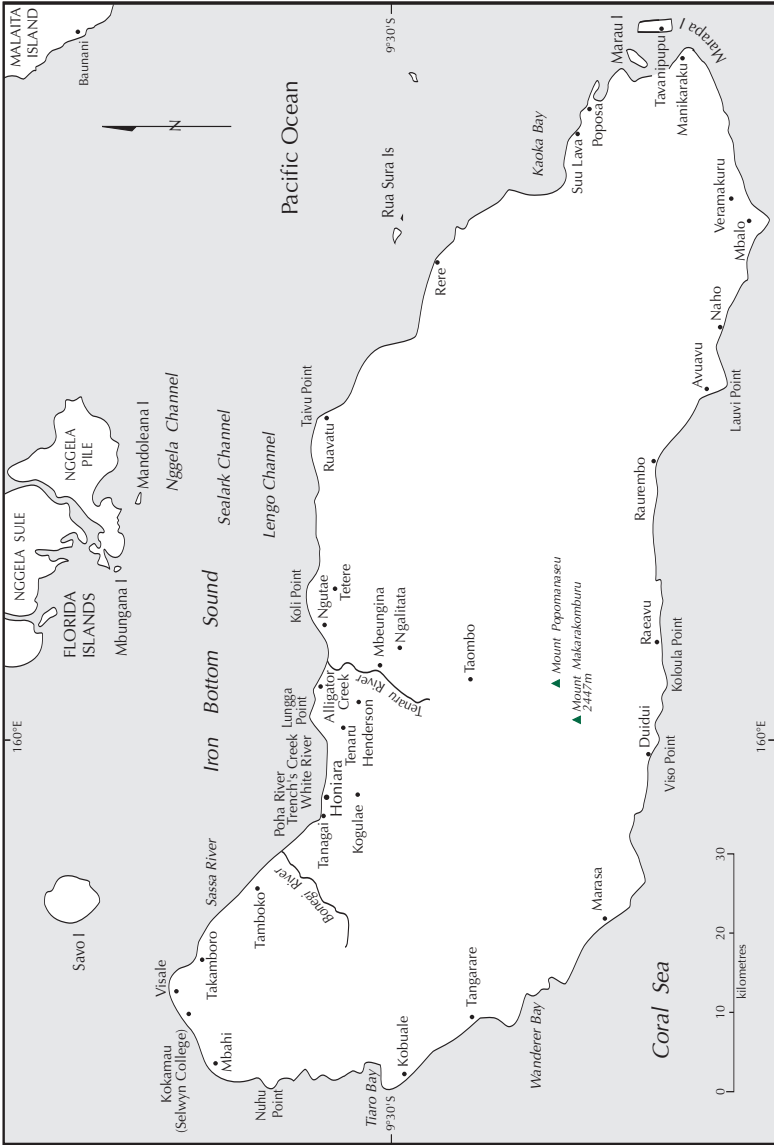 160°E
MALAITA
ISLAND
Baunani
NGGELA SULE
NGGELA
PILE
FLORIDA
ISLANDS
Mbungana I
Mandoleana I
Nggela Channel
Sealark Channel
Lengo Channel
Savo I
Iron Bottom Sound
N
Pacific Ocean
9°30'S
Visale
Kokamau
(Selwyn College)
Takamboro
Mbahi
Sassa River
Tamboko
Bonegi River
Nuhu
Point
Tiaro Bay
9°30'S
Kobuale
Poha River
Trench's Creek
White River
Tanagai
Honiara
Kogulae
Lungga
Point
Alligator
Creek
Tenaru
Henderson
Tenaru River
Koli Point
Ngutae
Tetere
Mbeungina
Ngalitata
Taombo
Taivu Point
Ruavatu
Rere
Rua Sura Is
Kaoka Bay
Suu Lava
Poposa
Marau I
Tavanipupu
Marapa I
Manikaraku
Veramakuru
Mbalo
Naho
Avuavu
Lauvi Point
Raurembo
Mount Popomanaseu
Mount Makarakomburu
2447m
Raeavu
Koloula Point
Duidui
Viso Point
Marasa
Tangarare
Wanderer Bay
Coral Sea
0 10 20 30
kilometres
160°E